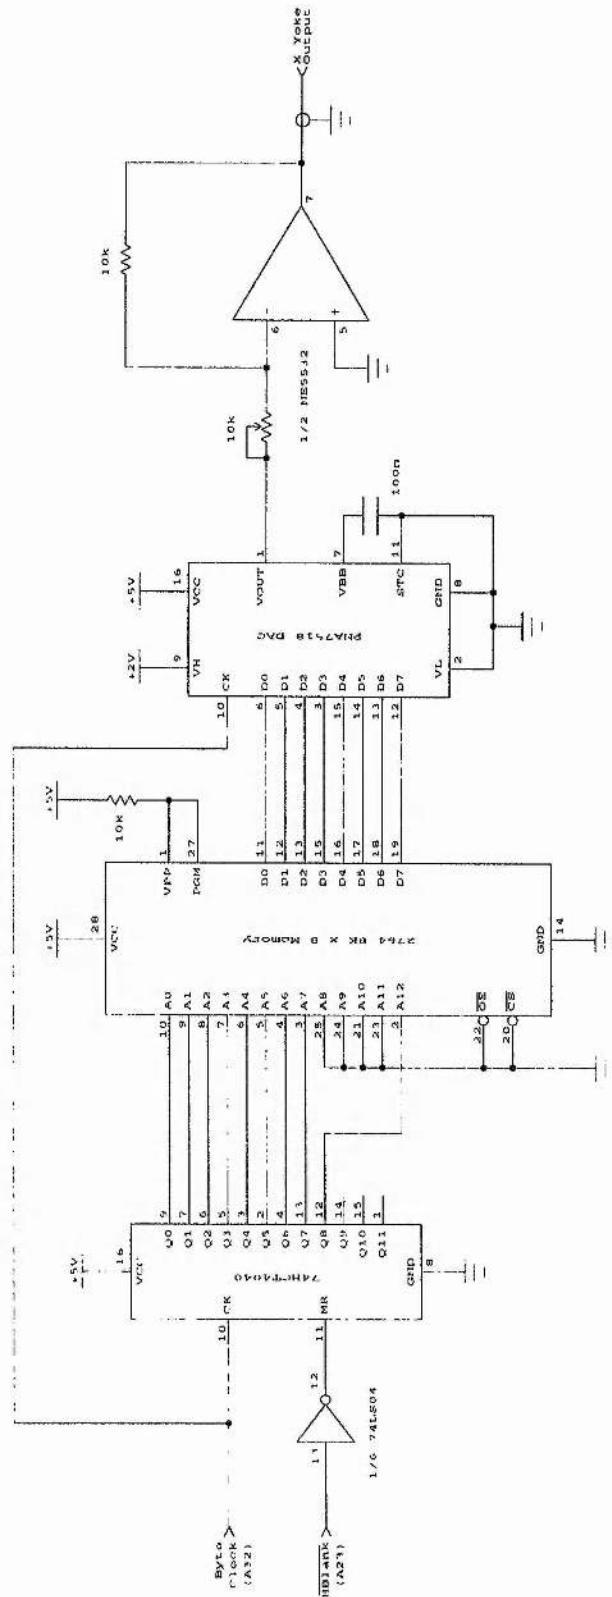 Byte
Clock
(A32)
HBlank
(A23)
13
12
1/6 74LS04
+5V
16
VCC
10
CK
11
MR
74HCT4040
GND
8
Q0 9
Q1 7
Q2 6
Q3 5
Q4 3
Q5 2
Q6 4
Q7 13
Q8 12
Q9 14
Q10 15
Q11 1
10 A0
9 A1
8 A2
7 A3
6 A4
5 A5
4 A6
3 A7
25 A8
24 A9
21 A10
23 A11
2 A12
22 OE
20 CS
+5V
28
VCC
2764 8K x 8 Memory
GND
14
+5V
10k
1
VPP
27
PGM
D0 11
D1 12
D2 13
D3 15
D4 16
D5 17
D6 18
D7 19
10
CK
6 D0
5 D1
4 D2
3 D3
15 D4
14 D5
13 D6
12 D7
+2V
9
VH
+5V
16
VCC
PNA7518 DAC
VOUT 1
VBB 7
STC 11
VL
2
GND
8
100n
10k
1/2 NE5532
10k
6
-
5
+
7
X Yoke
Output